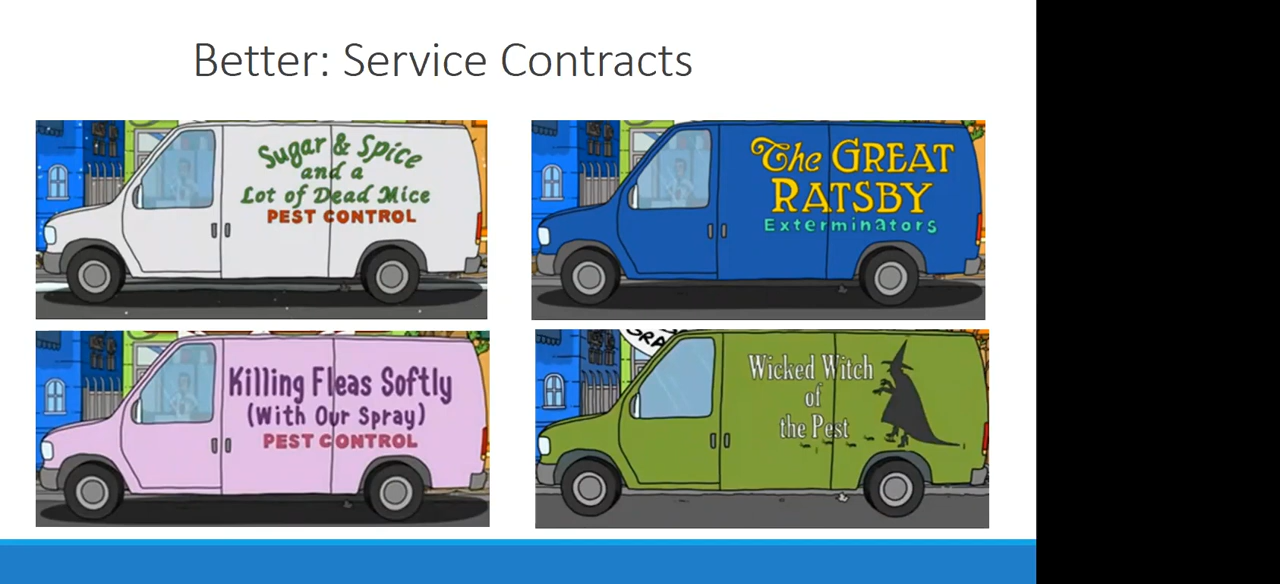 Better: Service Contracts
Sugar & Spice
and a
Lot of Dead Mice
PEST CONTROL
The GREAT
RATSBY
Exterminators
Killing Fleas Softly
(With Our Spray)
PEST CONTROL
GRA
Wicked Witch
of
the Pest